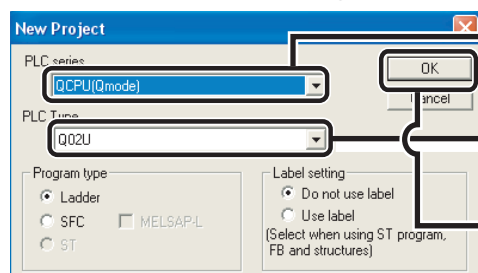 New Project
PLC series
QCPU(Qmode)
OK
Cancel
PLC Type
Q02U
Program type
Ladder
SFC
MELSAP-L
ST
Label setting
Do not use label
Use label
(Select when using ST program,
FB and structures)